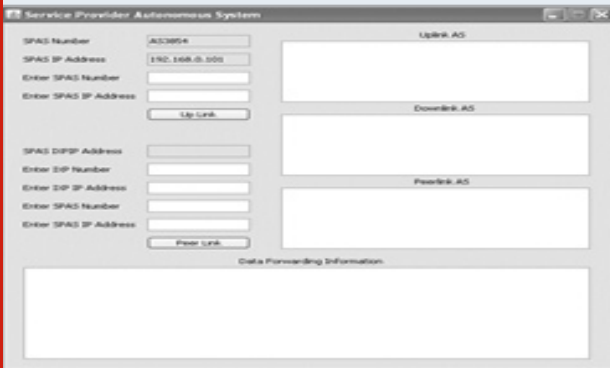 Service Provider Autonomous System
SPAS Number AS3854
SPAS IP Address 192.168.0.101
Enter SPAS Number
Enter SPAS IP Address
Up Link
SPAS DIPIP Address
Enter DIP Number
Enter DIP IP Address
Enter SPAS Number
Enter SPAS IP Address
Peer Link
Uplink AS
Downlink AS
Peerlink AS
Data Forwarding Information